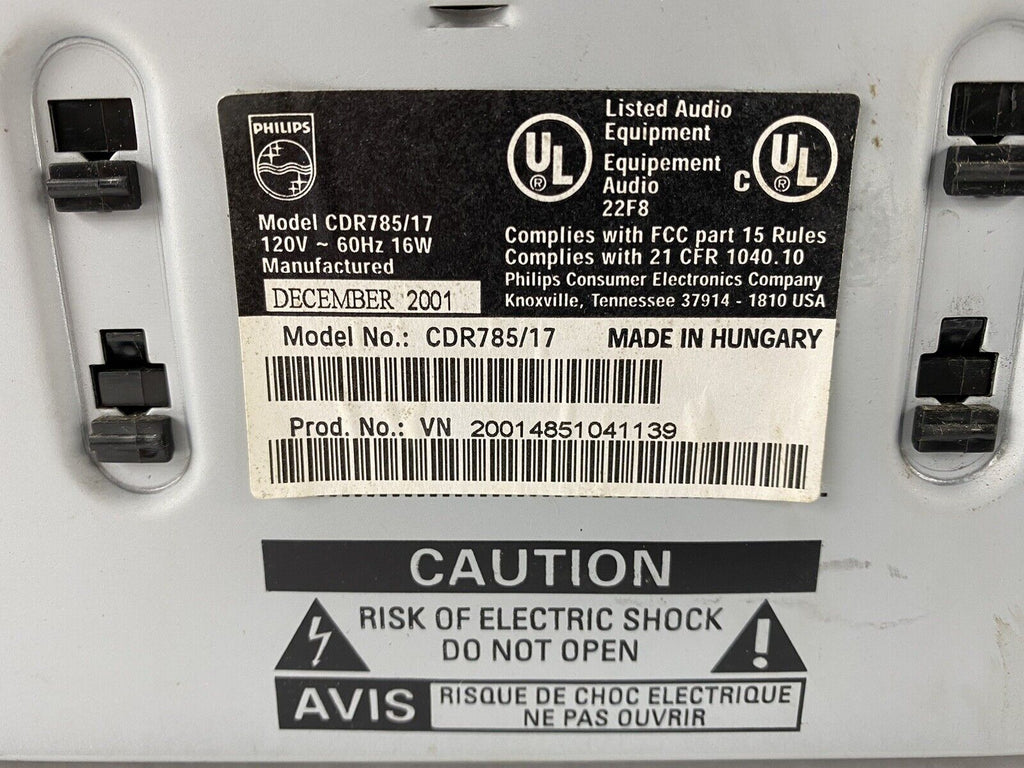 PHILIPS
Model CDR785/17
120V ~ 60Hz 16W
Manufactured
DECEMBER 2001
UL
®
Listed Audio
Equipment
Equipement
Audio
22F8
C UL
®
Complies with FCC part 15 Rules
Complies with 21 CFR 1040.10
Philips Consumer Electronics Company
Knoxville, Tennessee 37914 - 1810 USA
Model No.: CDR785/17 MADE IN HUNGARY
Prod. No.: VN 20014851041139
CAUTION
RISK OF ELECTRIC SHOCK
DO NOT OPEN
AVIS
RISQUE DE CHOC ELECTRIQUE
NE PAS OUVRIR